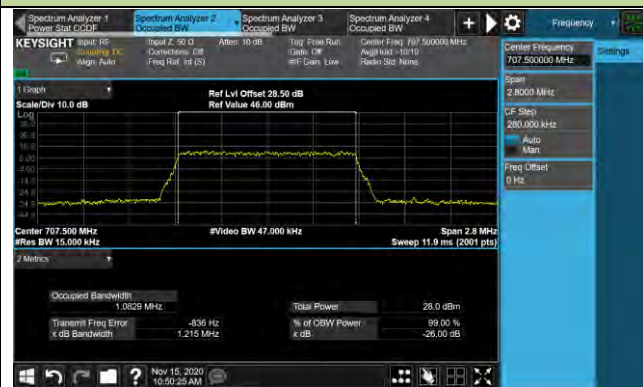 Spectrum Analyzer 1
Power Stat CCDF
Spectrum Analyzer 2
Occupied BW
Spectrum Analyzer 3
Occupied BW
Spectrum Analyzer 4
Occupied BW
Frequency
KEYSIGHT
Input: RF
Coupling: DC
Align: Auto
Input Z: 50 Ω
Corrections: Off
Freq Ref: Int (S)
Atten: 10 dB
Trig: Free Run
Gate: Off
#IF Gain: Low
Center Freq: 707.500000 MHz
Avg|Hold: >10/10
Radio Std: None
Center Frequency
707.500000 MHz
Settings
Span
2.8000 MHz
CF Step
280.000 kHz
Auto
Man
Freq Offset
0 Hz
1 Graph
Scale/Div 10.0 dB
Ref Lvl Offset 28.50 dB
Ref Value 46.00 dBm
Log
Center 707.500 MHz
#Res BW 15.000 kHz
#Video BW 47.000 kHz
Span 2.8 MHz
Sweep 11.9 ms (2001 pts)
2 Metrics
Occupied Bandwidth
1.0829 MHz
Total Power
28.0 dBm
Transmit Freq Error
-836 Hz
% of OBW Power
99.00 %
x dB Bandwidth
1.215 MHz
x dB
-26.00 dB
Nov 15, 2020
10:50:25 AM